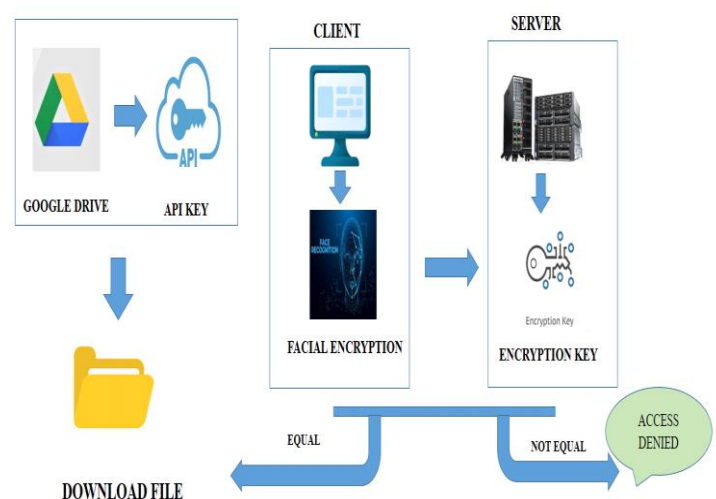 CLIENT
SERVER
API
GOOGLE DRIVE
API KEY
FACE
RECOGNITION
FACIAL ENCRYPTION
Encryption Key
ENCRYPTION KEY
EQUAL
NOT EQUAL
ACCESS
DENIED
DOWNLOAD FILE